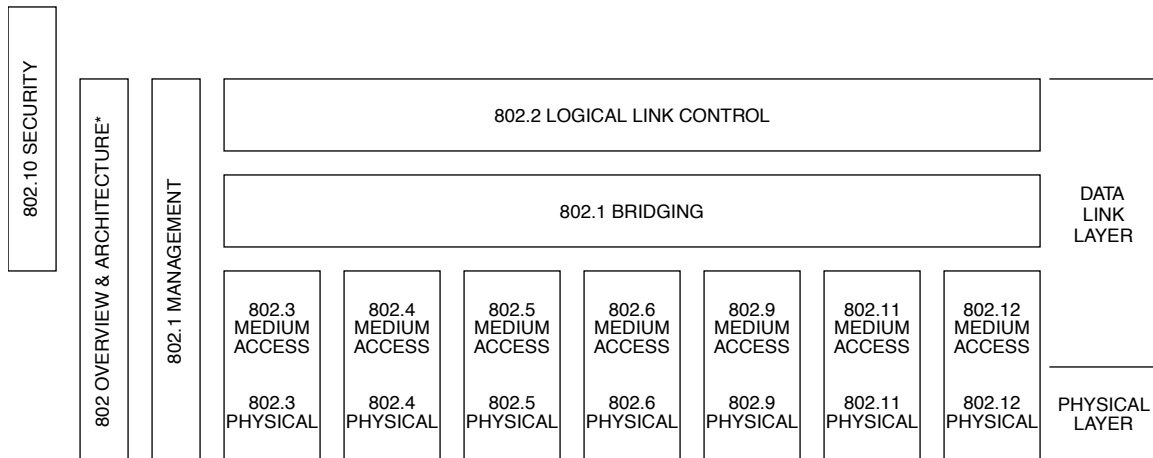 802.10 SECURITY
802 OVERVIEW & ARCHITECTURE*
802.1 MANAGEMENT
802.2 LOGICAL LINK CONTROL
802.1 BRIDGING
DATA
LINK
LAYER
802.3
MEDIUM
ACCESS
802.4
MEDIUM
ACCESS
802.5
MEDIUM
ACCESS
802.6
MEDIUM
ACCESS
802.9
MEDIUM
ACCESS
802.11
MEDIUM
ACCESS
802.12
MEDIUM
ACCESS
802.3
PHYSICAL
802.4
PHYSICAL
802.5
PHYSICAL
802.6
PHYSICAL
802.9
PHYSICAL
802.11
PHYSICAL
802.12
PHYSICAL
PHYSICAL
LAYER